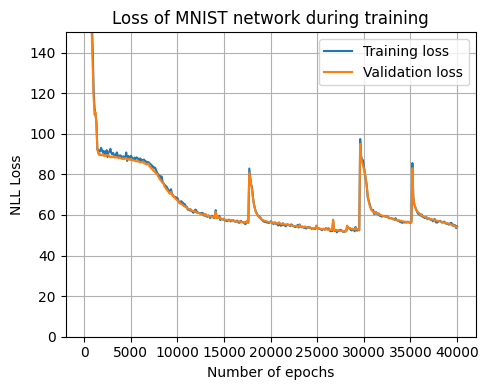 Loss of MNIST network during training
Training loss
Validation loss
NLL Loss
140
120
100
80
60
40
20
0
0 5000 10000 15000 20000 25000 30000 35000 40000
Number of epochs